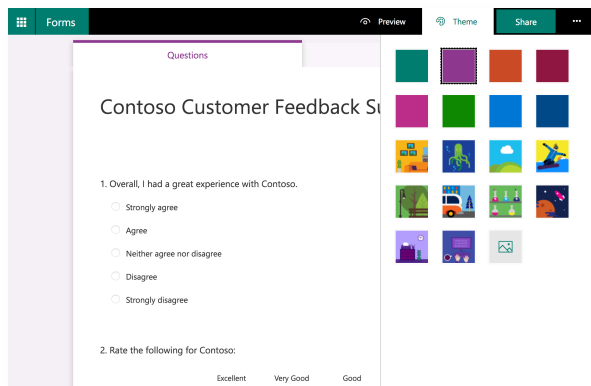 Forms
Preview
Theme
Share
Questions
Contoso Customer Feedback
1. Overall, I had a great experience with Contoso.
Strongly agree
Agree
Neither agree nor disagree
Disagree
Strongly disagree
2. Rate the following for Contoso:
Excellent Very Good Good